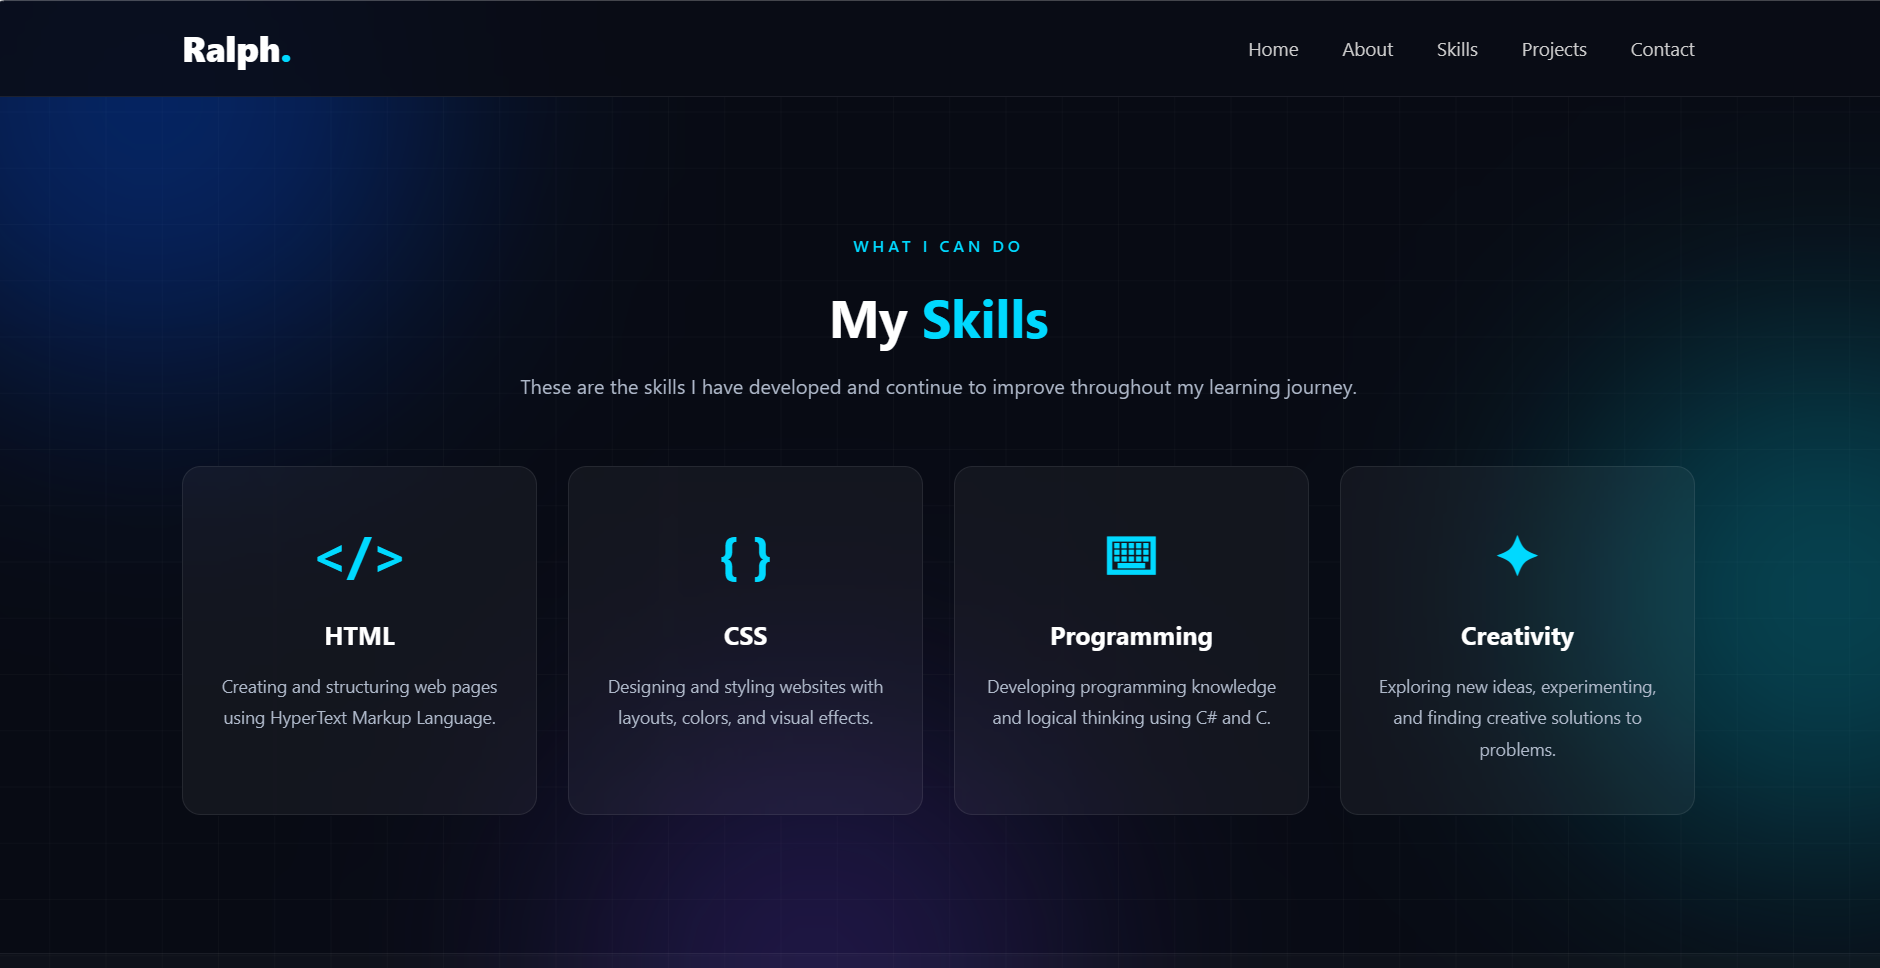 Ralph.
Home
About
Skills
Projects
Contact
WHAT I CAN DO
My Skills
These are the skills I have developed and continue to improve throughout my learning journey.
</>
HTML
Creating and structuring web pages
using HyperText Markup Language.
{ }
CSS
Designing and styling websites with
layouts, colors, and visual effects.
Programming
Developing programming knowledge
and logical thinking using C# and C.
Creativity
Exploring new ideas, experimenting,
and finding creative solutions to
problems.